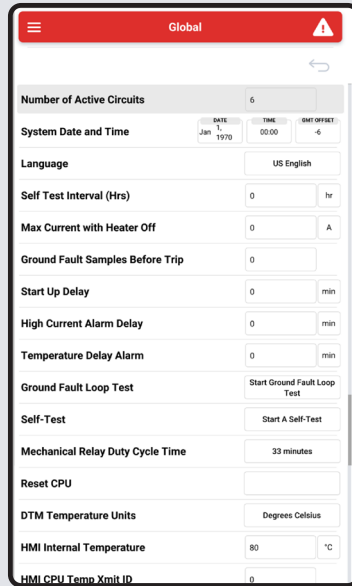 Global
Number of Active Circuits 6
DATE TIME GMT OFFSET
System Date and Time Jan 1, 1970 00:00 -6
Language US English
Self Test Interval (Hrs) 0 hr
Max Current with Heater Off 0 A
Ground Fault Samples Before Trip 0
Start Up Delay 0 min
High Current Alarm Delay 0 min
Temperature Delay Alarm 0 min
Ground Fault Loop Test Start Ground Fault Loop Test
Self-Test Start A Self-Test
Mechanical Relay Duty Cycle Time 33 minutes
Reset CPU
DTM Temperature Units Degrees Celsius
HMI Internal Temperature 80 °C
HMI CPU Temp Xmit ID 0